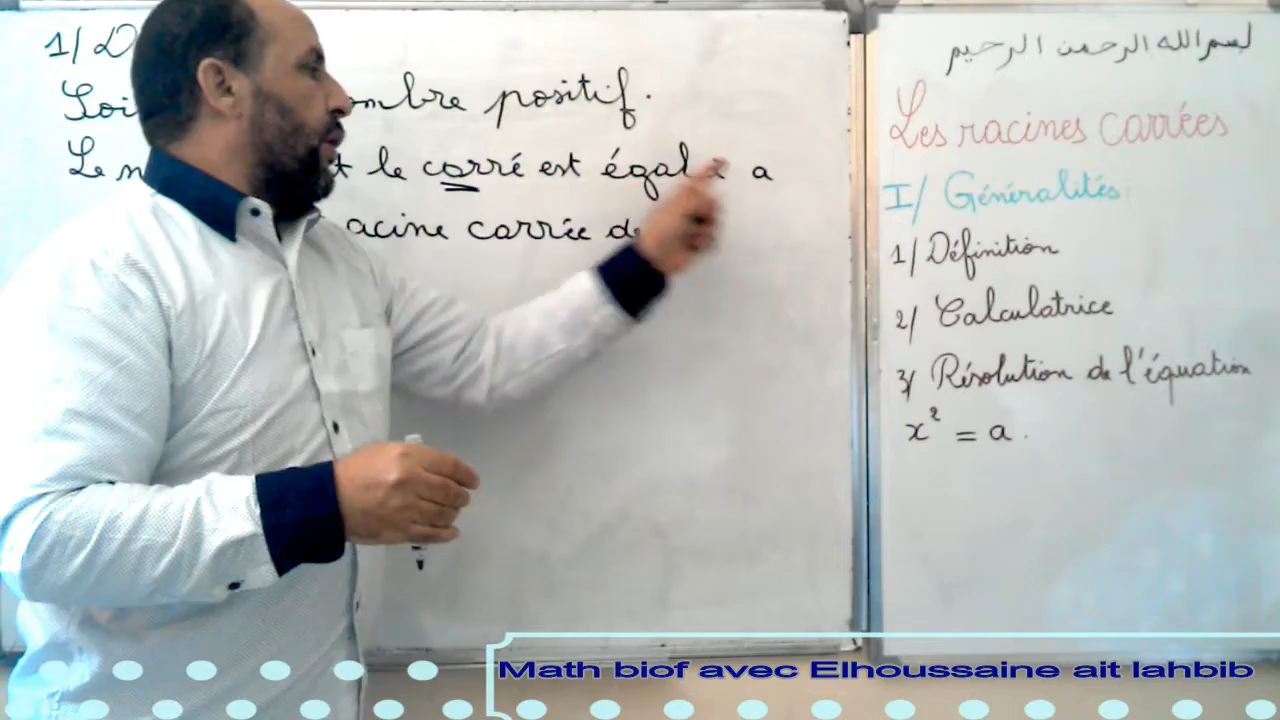 1/ D
Soi ombre positif.
Le n t le carré est égal à a
acine carrée de
بسم الله الرحمن الرحيم
Les racines carrées
I/ Généralités
1/ Définition
2/ Calculatrice
3/ Résolution de l'équation
x² = a.
Math biof avec Elhoussaine ait lahbib